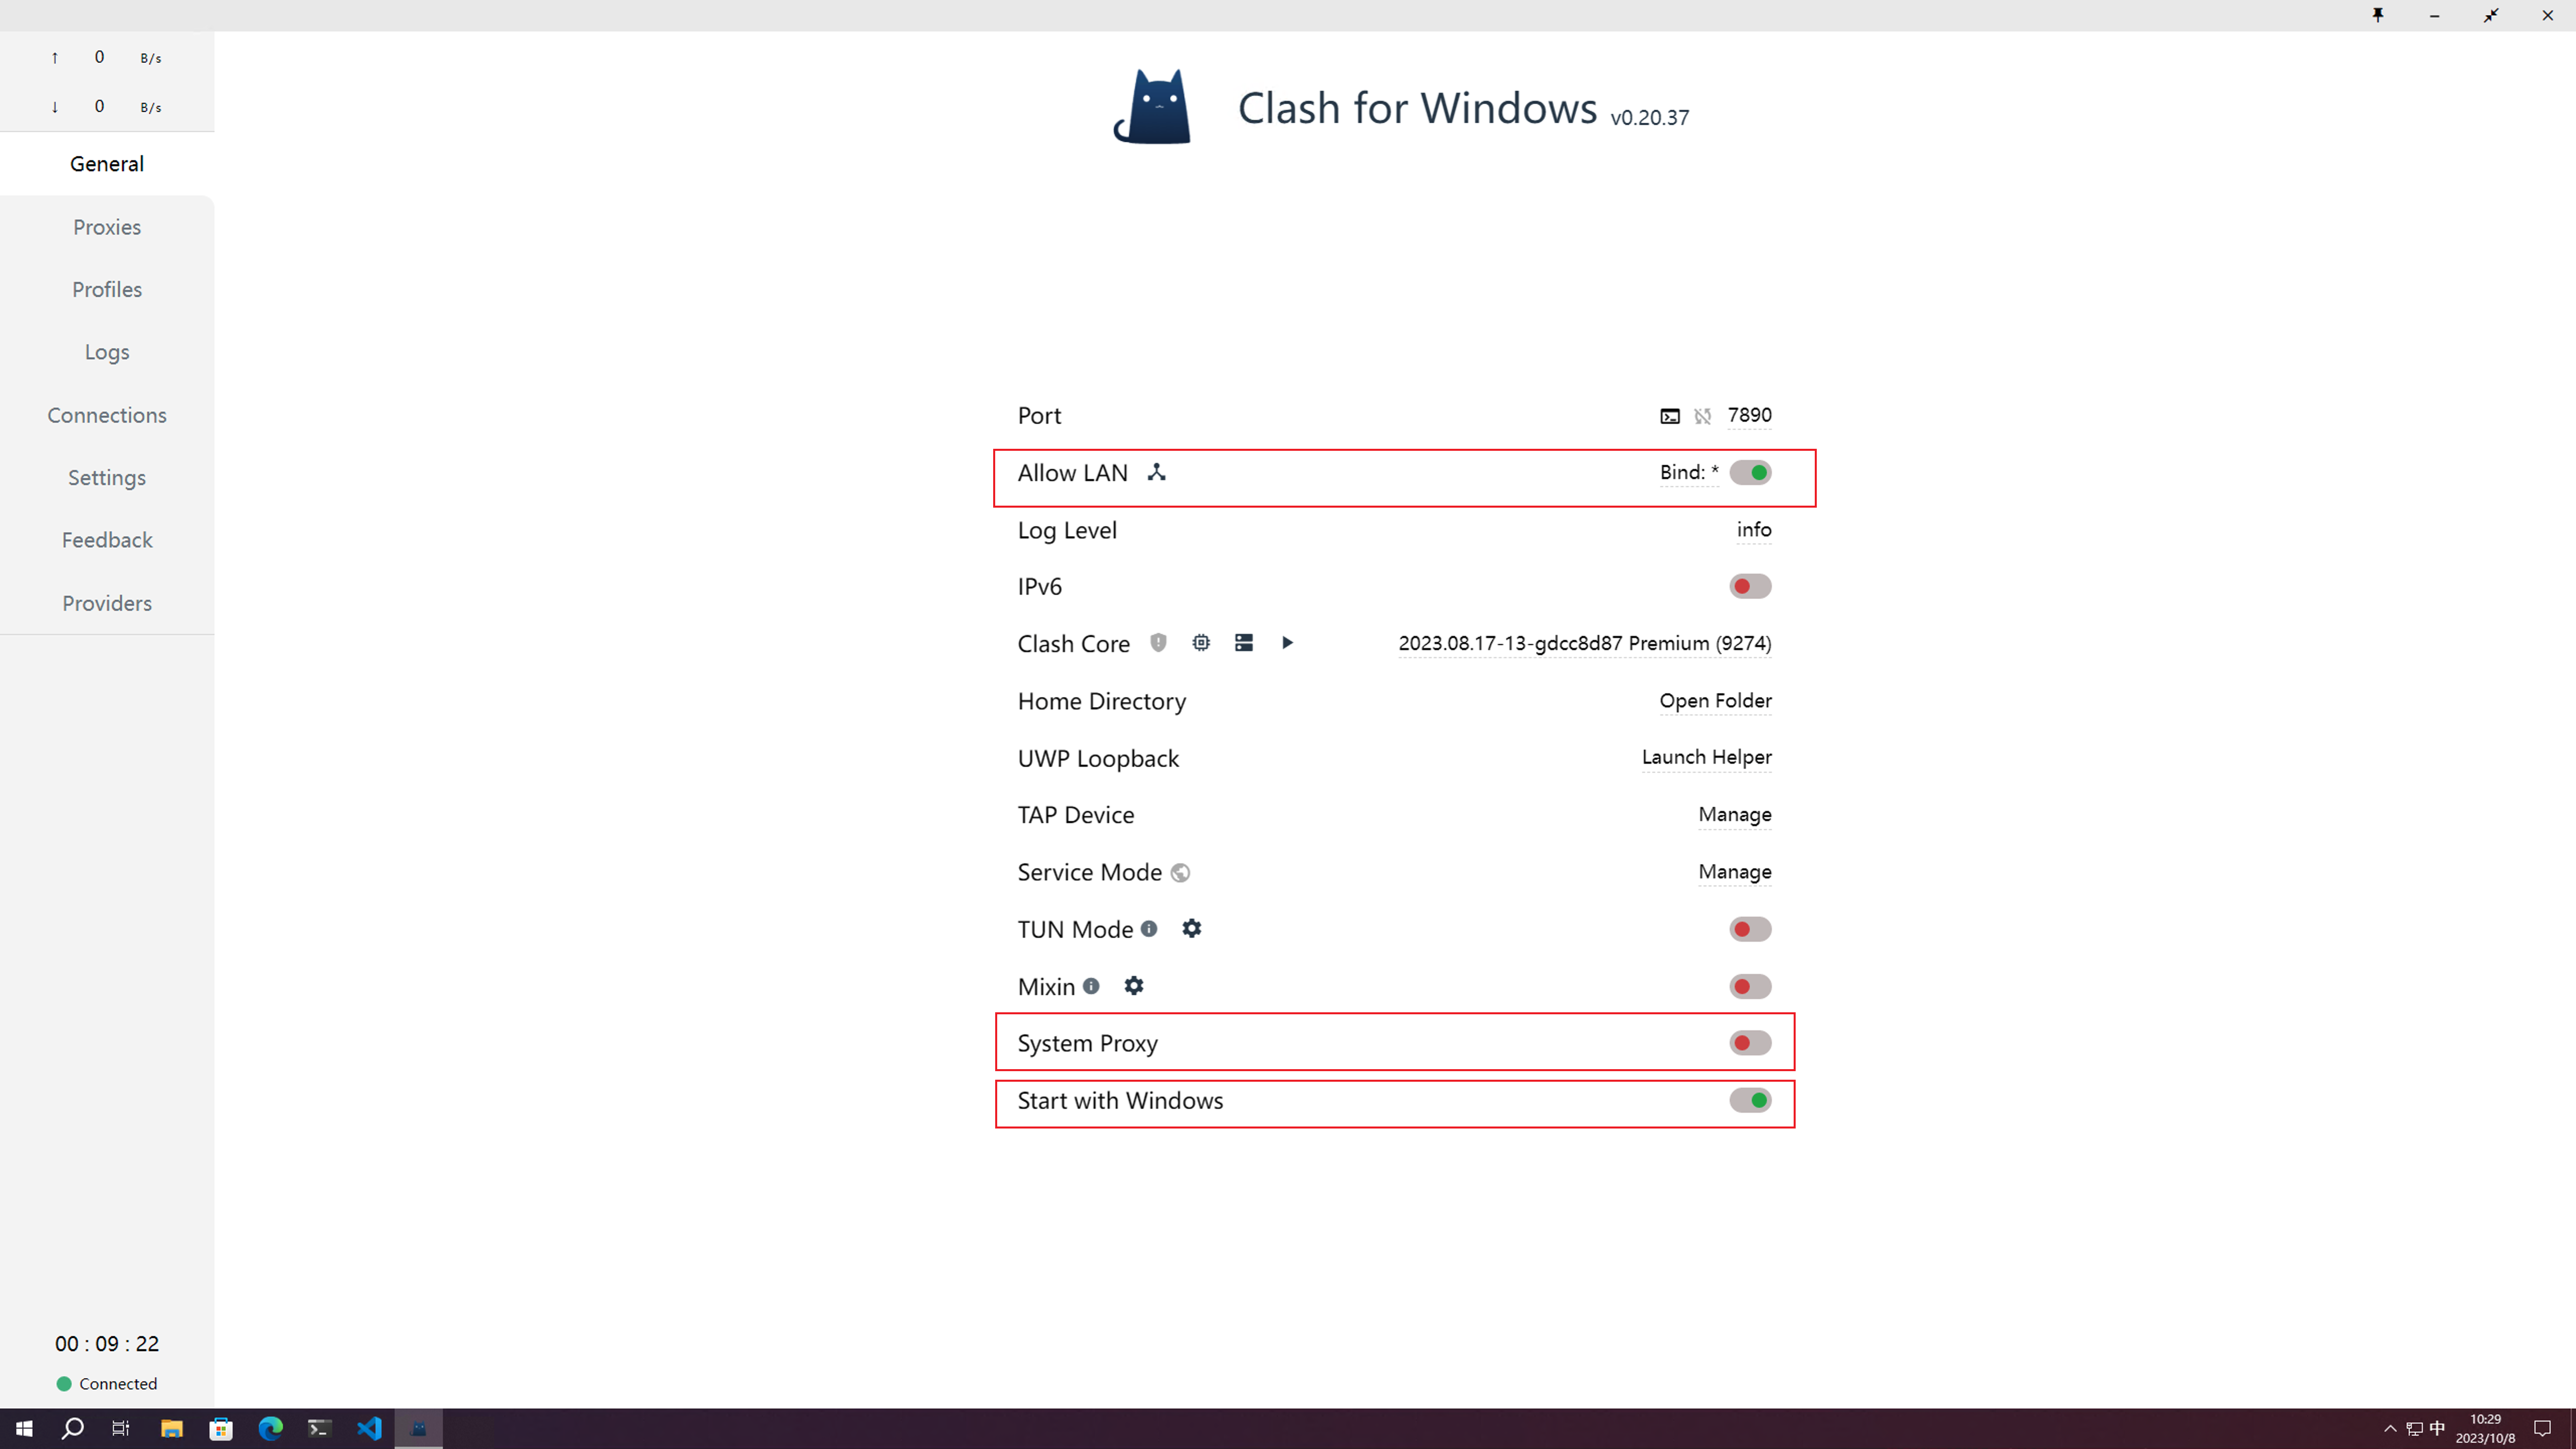 ↑ 0 B/s
↓ 0 B/s
General
Proxies
Profiles
Logs
Connections
Settings
Feedback
Providers
00 : 09 : 22
Connected
Clash for Windows v0.20.37
Port 7890
Allow LAN Bind: *
Log Level info
IPv6
Clash Core 2023.08.17-13-gdcc8d87 Premium (9274)
Home Directory Open Folder
UWP Loopback Launch Helper
TAP Device Manage
Service Mode Manage
TUN Mode
Mixin
System Proxy
Start with Windows
中
10:29
2023/10/8